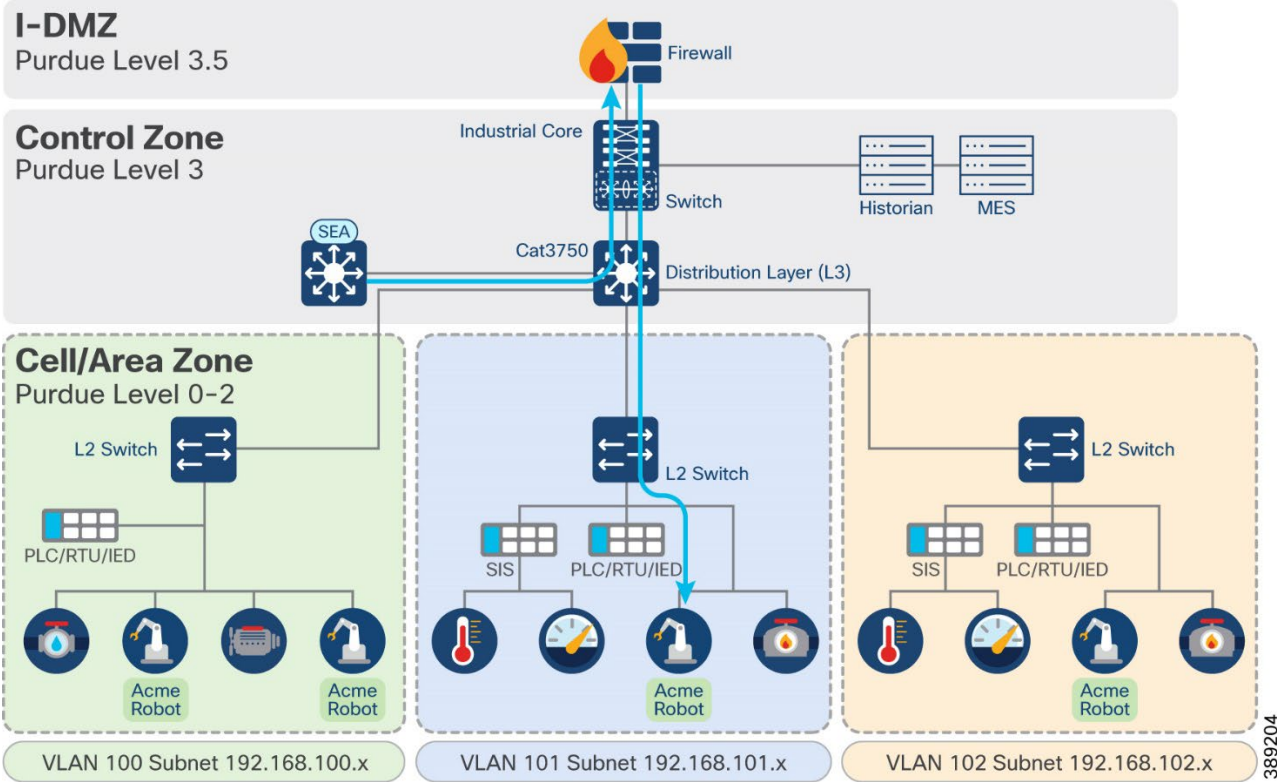 I-DMZ
Purdue Level 3.5
Firewall
Control Zone
Purdue Level 3
Industrial Core
Switch
Historian
MES
SEA
Cat3750
Distribution Layer (L3)
Cell/Area Zone
Purdue Level 0-2
L2 Switch
PLC/RTU/IED
Acme
Robot
Acme
Robot
L2 Switch
SIS
PLC/RTU/IED
Acme
Robot
L2 Switch
SIS
PLC/RTU/IED
Acme
Robot
VLAN 100 Subnet 192.168.100.x
VLAN 101 Subnet 192.168.101.x
VLAN 102 Subnet 192.168.102.x
389204